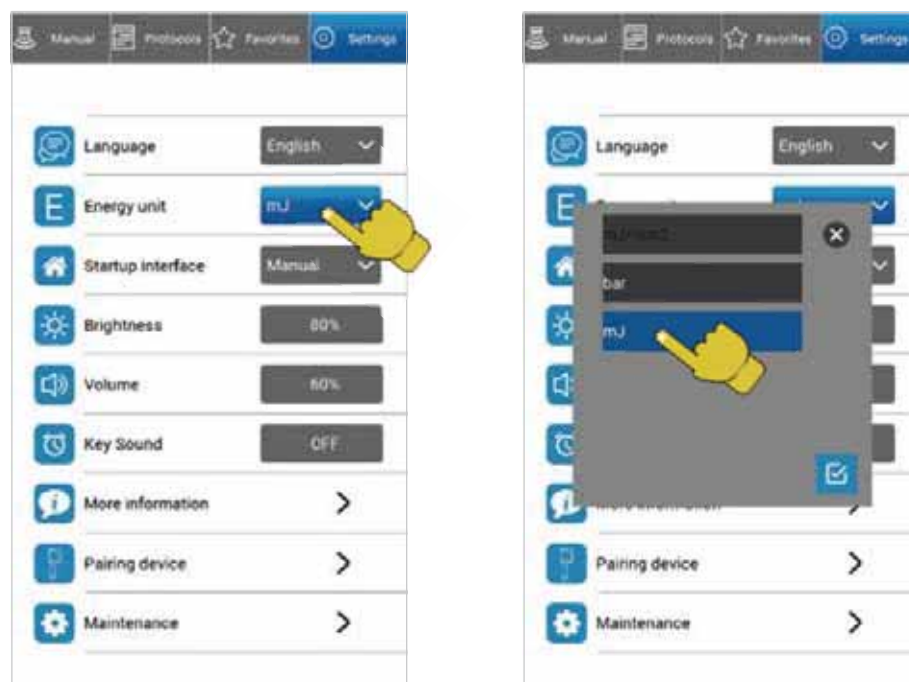 Manual Protocols Favorites Settings
Language English
Energy unit mJ
Startup interface Manual
Brightness 80%
Volume 60%
Key Sound OFF
More information
Pairing device
Maintenance
Manual Protocols Favorites Settings
Language English
E
bar
mJ
Pairing device
Maintenance